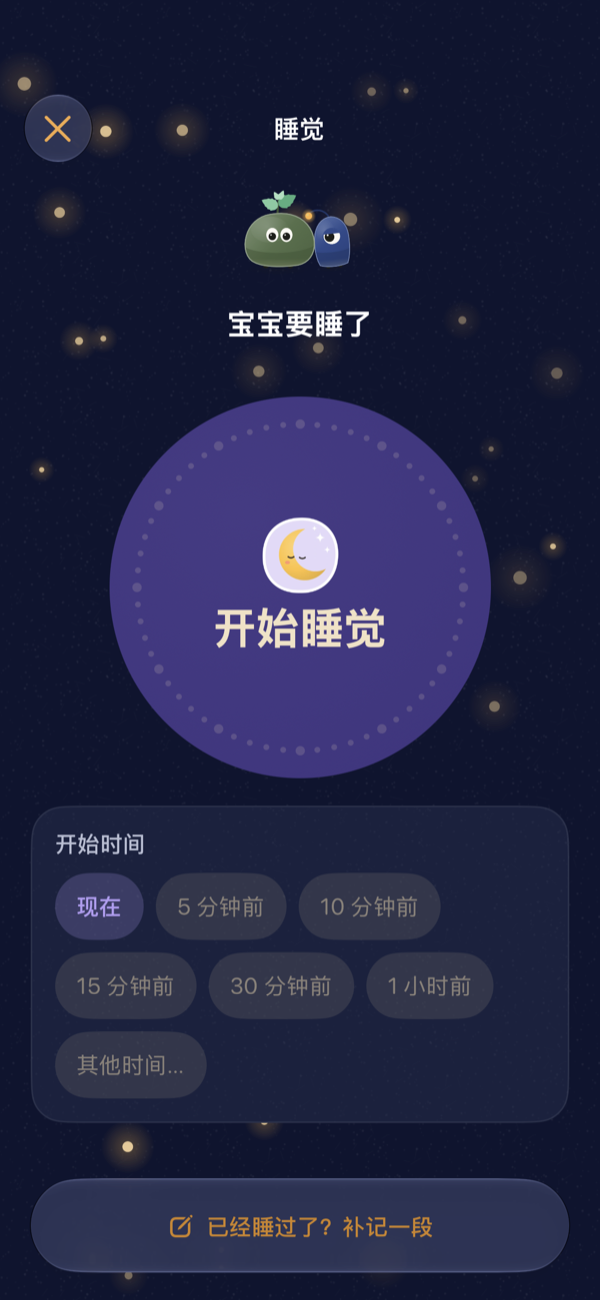 睡觉
宝宝要睡了
开始睡觉
开始时间
现在
5 分钟前
10 分钟前
15 分钟前
30 分钟前
1 小时前
其他时间...
已经睡过了？补记一段